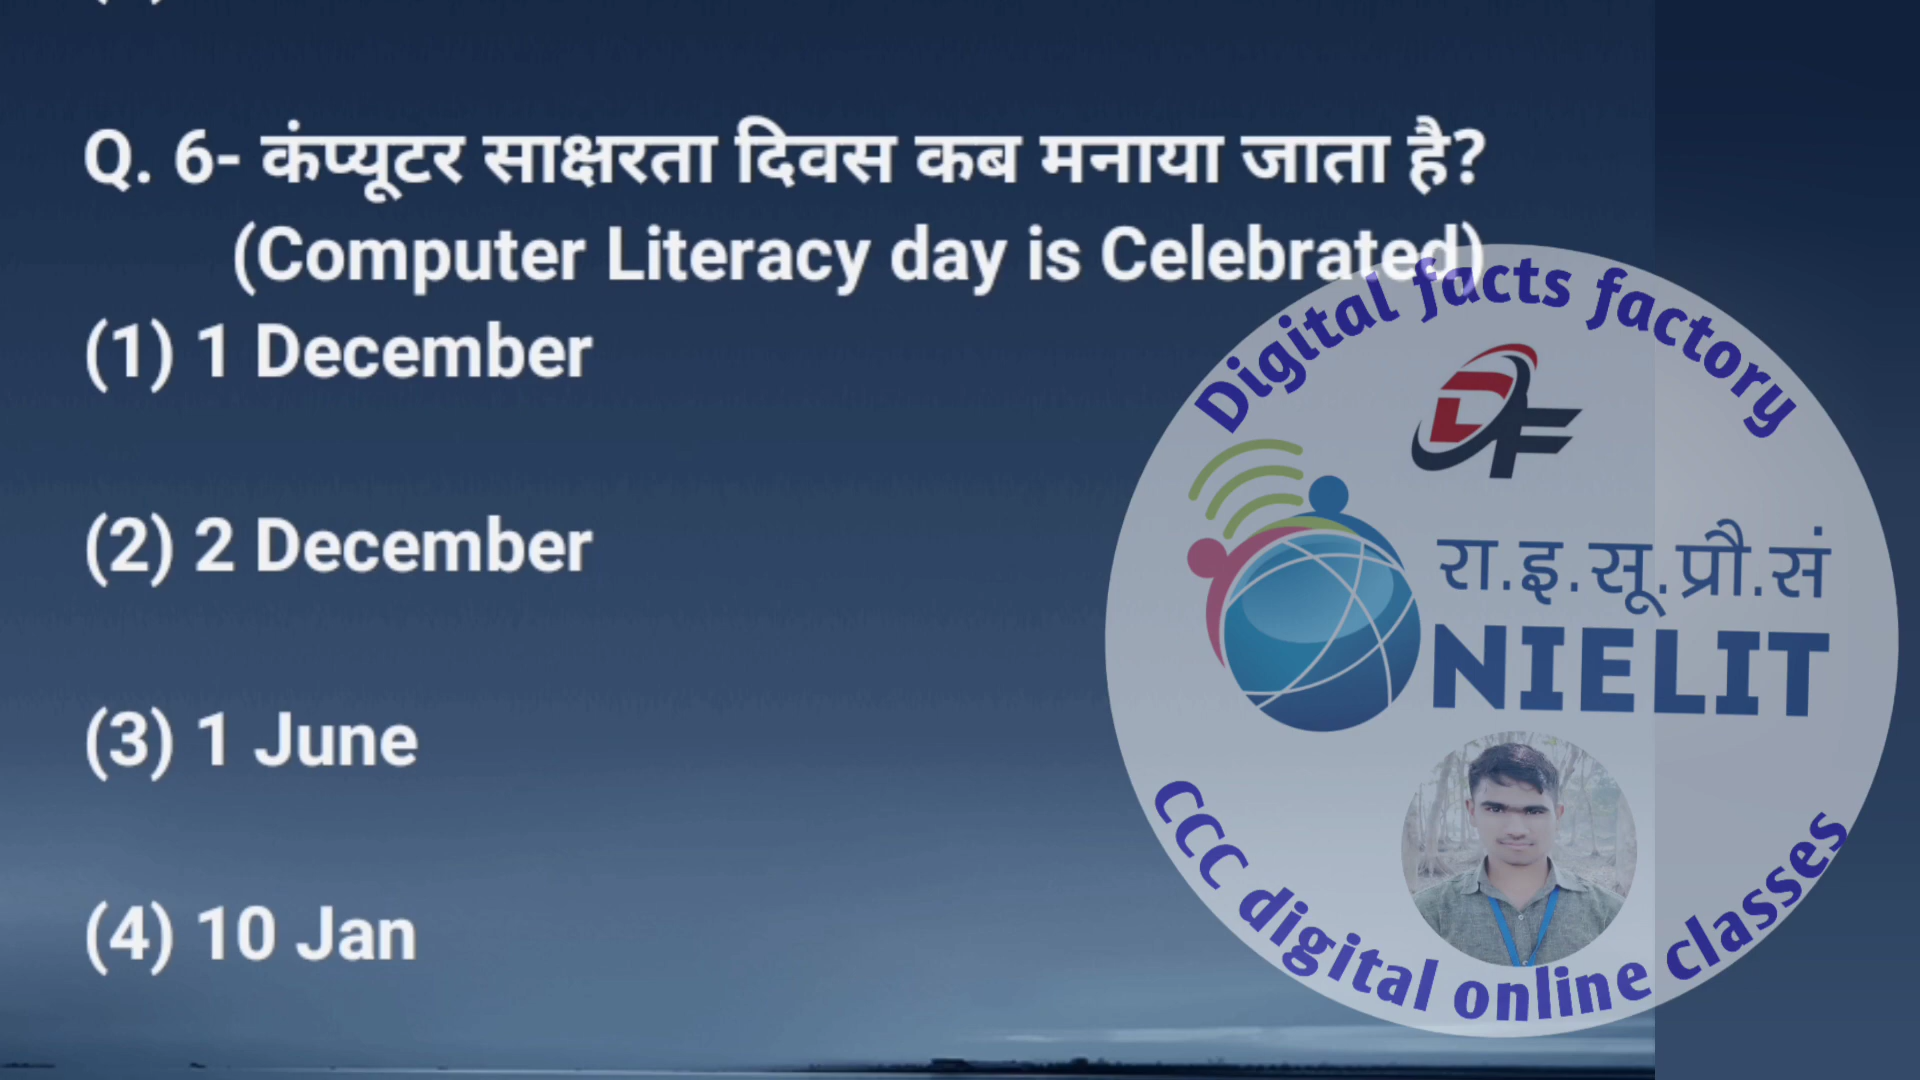 Q. 6- कंप्यूटर साक्षरता दिवस कब मनाया जाता है?
(Computer Literacy day is Celebrated)
(1) 1 December
(2) 2 December
(3) 1 June
(4) 10 Jan
Digital facts factory
DF
रा.इ.सू.प्रौ.सं
NIELIT
CCC digital online classes